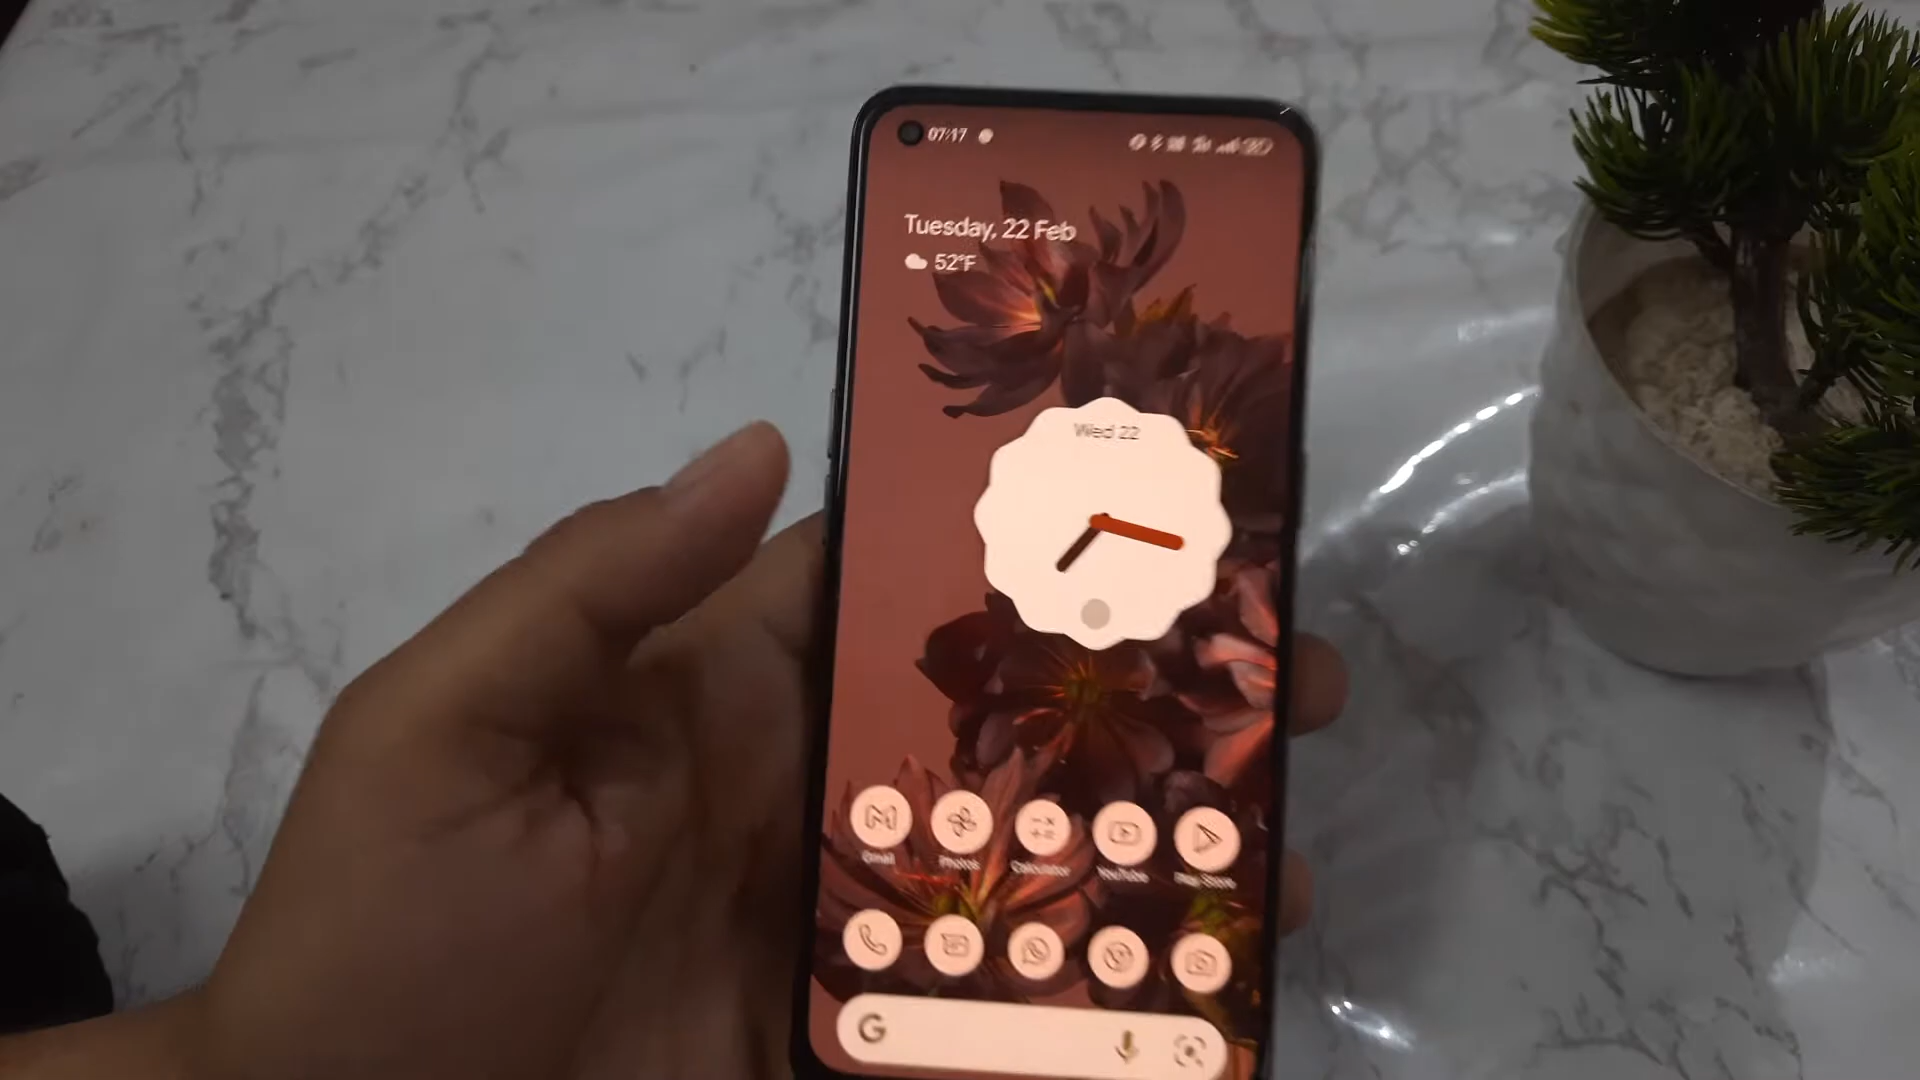 07:17
Tuesday, 22 Feb
52°F
Wed 22
Gmail
Photos
Calculator
YouTube
Play Store
G